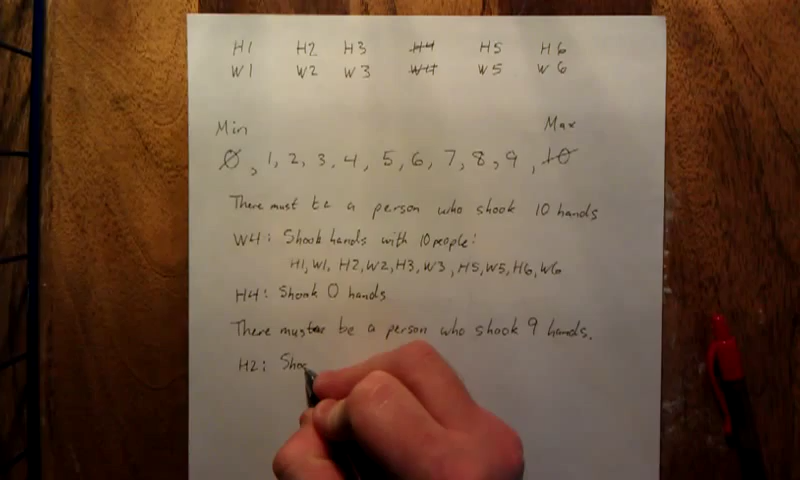 H1 H2 H3 H4 H5 H6
W1 W2 W3 W4 W5 W6
Min Max
0, 1, 2, 3, 4, 5, 6, 7, 8, 9, 10
There must be a person who shook 10 hands
W4: Shook hands with 10 people:
H1, W1, H2, W2, H3, W3, H5, W5, H6, W6
H4: Shook 0 hands
There must be a person who shook 9 hands.
H2: Shoo